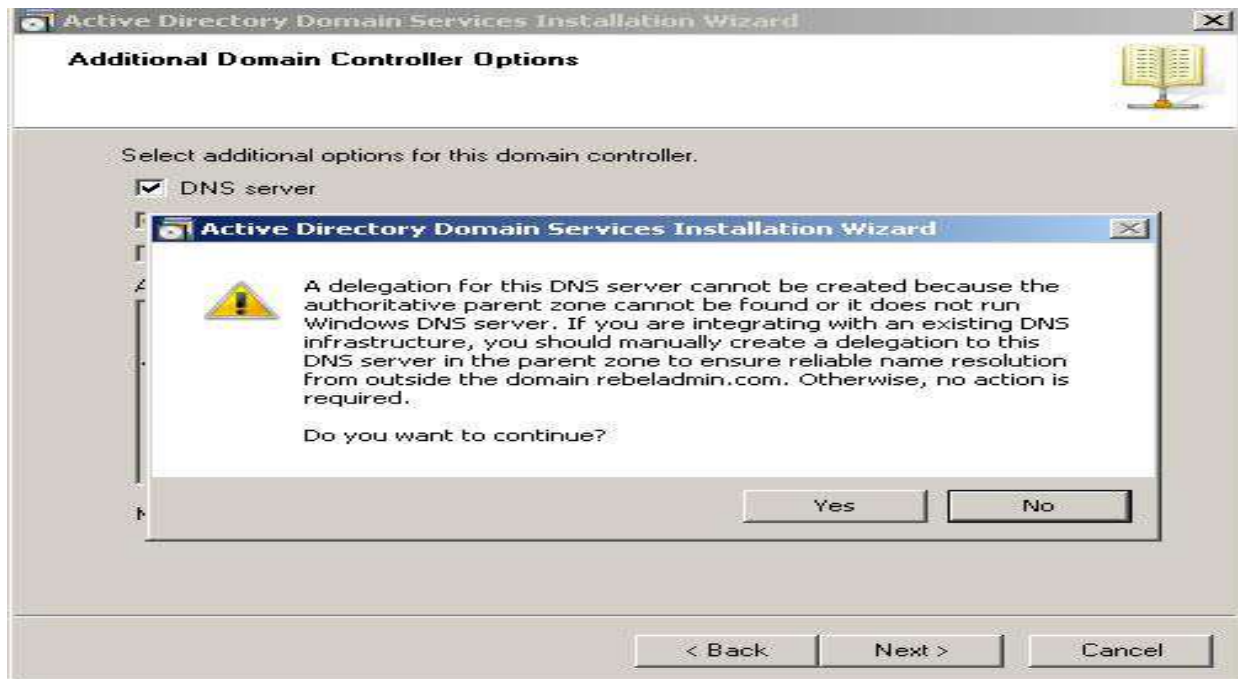 Active Directory Domain Services Installation Wizard
Additional Domain Controller Options
Select additional options for this domain controller.
DNS server
Active Directory Domain Services Installation Wizard
A delegation for this DNS server cannot be created because the
authoritative parent zone cannot be found or it does not run
Windows DNS server. If you are integrating with an existing DNS
infrastructure, you should manually create a delegation to this
DNS server in the parent zone to ensure reliable name resolution
from outside the domain rebeladmin.com. Otherwise, no action is
required.
Do you want to continue?
Yes No
< Back Next > Cancel